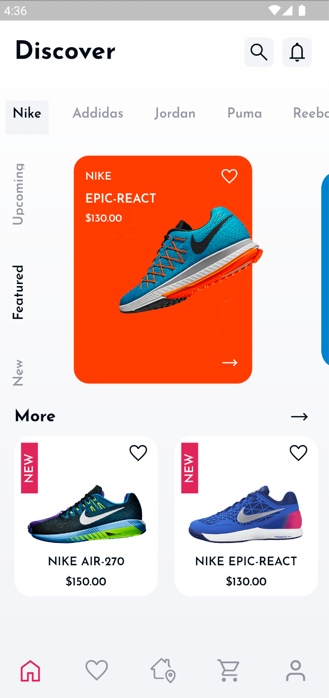 4:36
Discover
Nike Addidas Jordan Puma Reebo
Upcoming
Featured
New
NIKE
EPIC-REACT
$130.00
More
NEW
NIKE AIR-270
$150.00
NEW
NIKE EPIC-REACT
$130.00